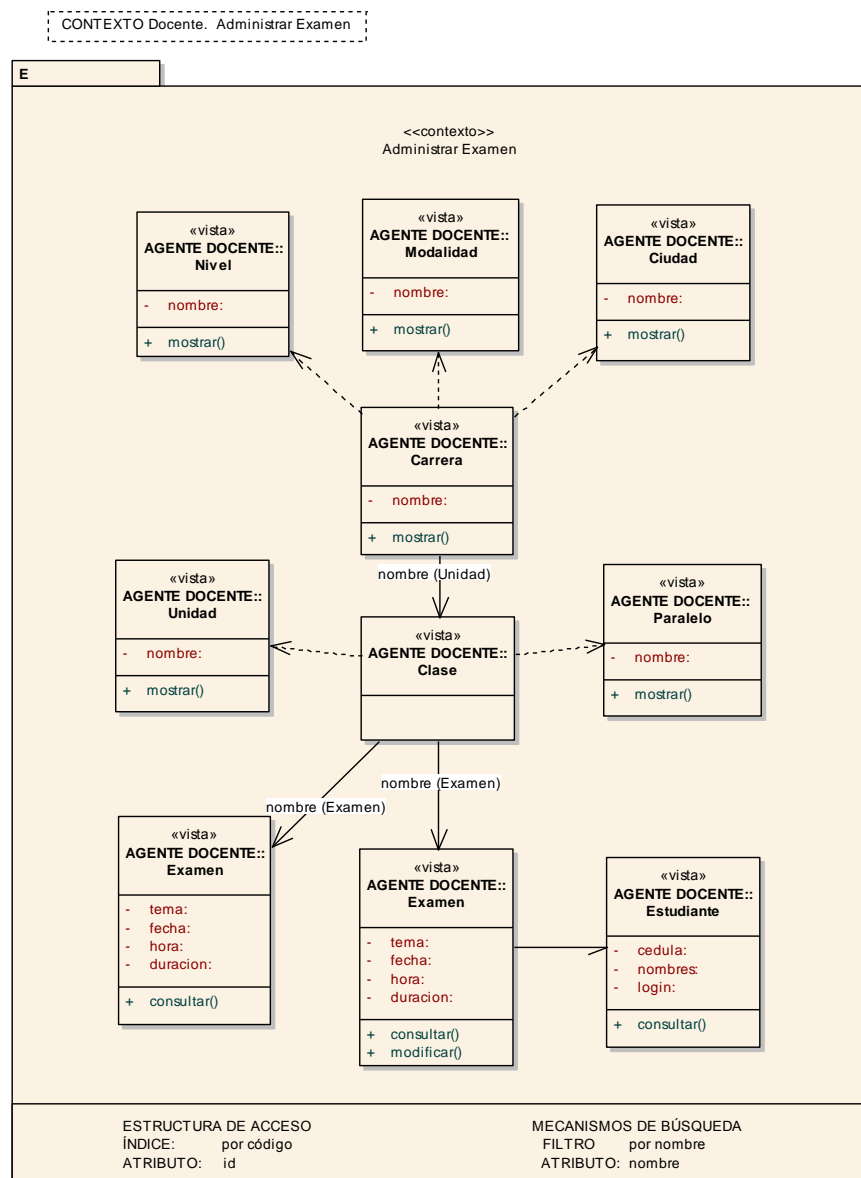 CONTEXTO Docente.  Administrar Examen
E
<<contexto>>
Administrar Examen
«vista»
AGENTE DOCENTE::
Nivel
- nombre:
+ mostrar()
«vista»
AGENTE DOCENTE::
Modalidad
- nombre:
+ mostrar()
«vista»
AGENTE DOCENTE::
Ciudad
- nombre:
+ mostrar()
«vista»
AGENTE DOCENTE::
Carrera
- nombre:
+ mostrar()
nombre (Unidad)
«vista»
AGENTE DOCENTE::
Unidad
- nombre:
+ mostrar()
«vista»
AGENTE DOCENTE::
Clase
«vista»
AGENTE DOCENTE::
Paralelo
- nombre:
+ mostrar()
nombre (Examen)
nombre (Examen)
«vista»
AGENTE DOCENTE::
Examen
- tema:
- fecha:
- hora:
- duracion:
+ consultar()
«vista»
AGENTE DOCENTE::
Examen
- tema:
- fecha:
- hora:
- duracion:
+ consultar()
+ modificar()
«vista»
AGENTE DOCENTE::
Estudiante
- cedula:
- nombres:
- login:
+ consultar()
ESTRUCTURA DE ACCESO
ÍNDICE: por código
ATRIBUTO: id
MECANISMOS DE BÚSQUEDA
FILTRO por nombre
ATRIBUTO: nombre